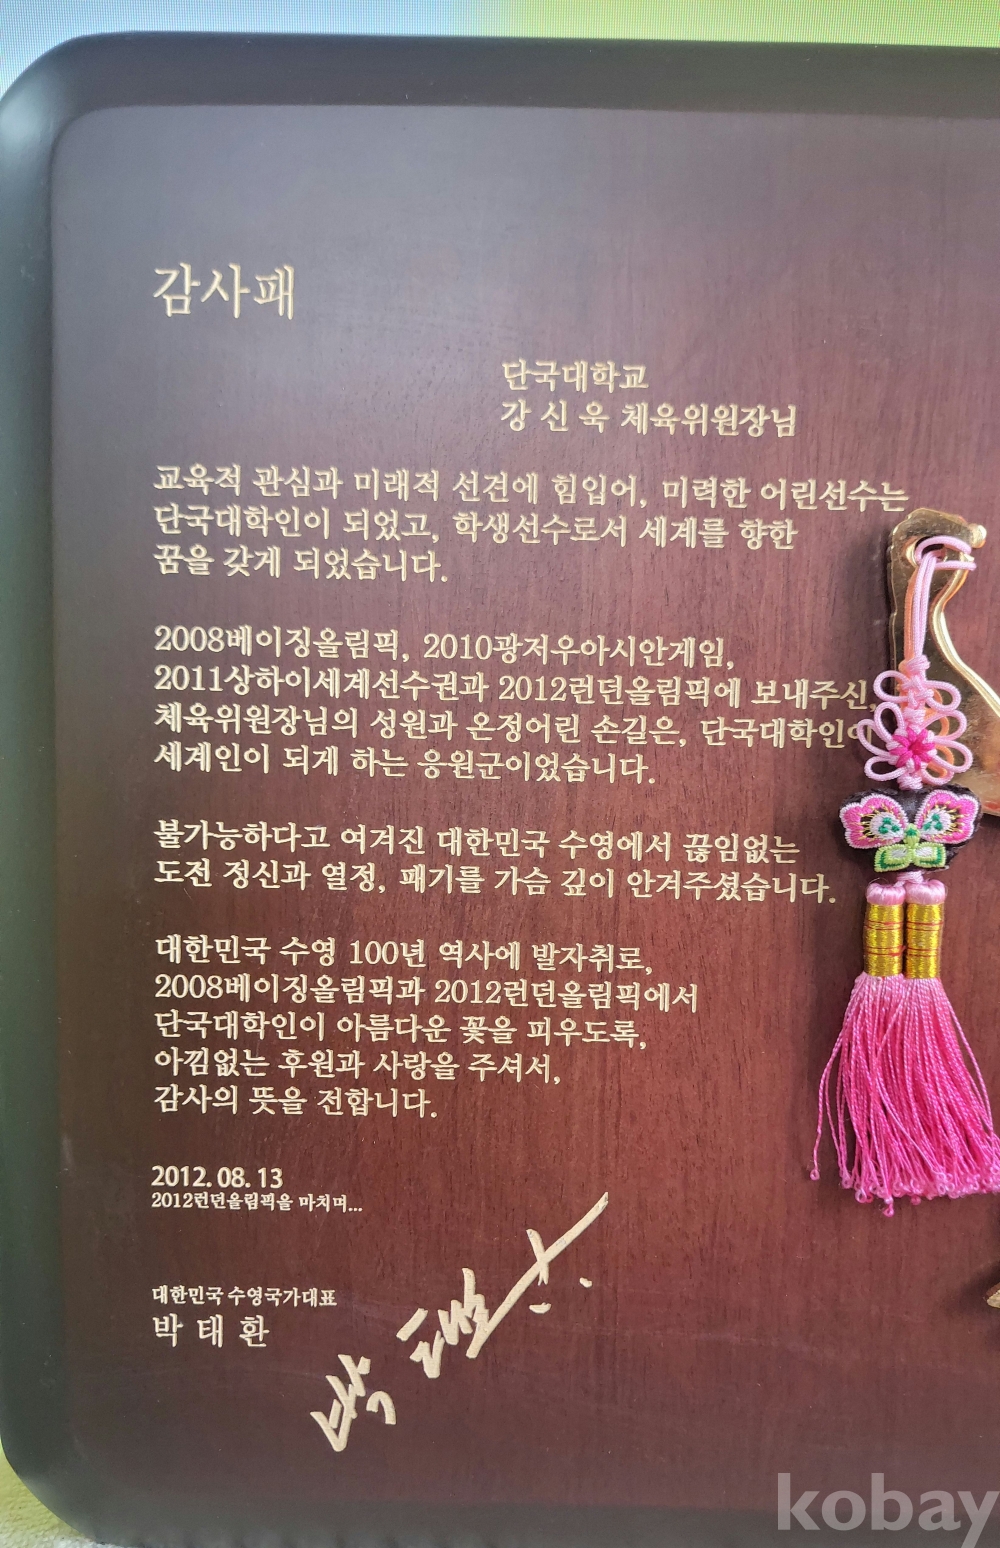 감사패
단국대학교
강 신 욱 체육위원장님
교육적 관심과 미래적 선견에 힘입어, 미력한 어린선수는
단국대학인이 되었고, 학생선수로서 세계를 향한
꿈을 갖게 되었습니다.
2008베이징올림픽, 2010광저우아시안게임,
2011상하이세계선수권과 2012런던올림픽에 보내주신,
체육위원장님의 성원과 온정어린 손길은, 단국대학인이
세계인이 되게 하는 응원군이었습니다.
불가능하다고 여겨진 대한민국 수영에서 끊임없는
도전 정신과 열정, 패기를 가슴 깊이 안겨주셨습니다.
대한민국 수영 100년 역사에 발자취로,
2008베이징올림픽과 2012런던올림픽에서
단국대학인이 아름다운 꽃을 피우도록,
아낌없는 후원과 사랑을 주셔서,
감사의 뜻을 전합니다.
2012. 08. 13
2012런던올림픽을 마치며...
대한민국 수영국가대표
박 태 환
박태환
kobay